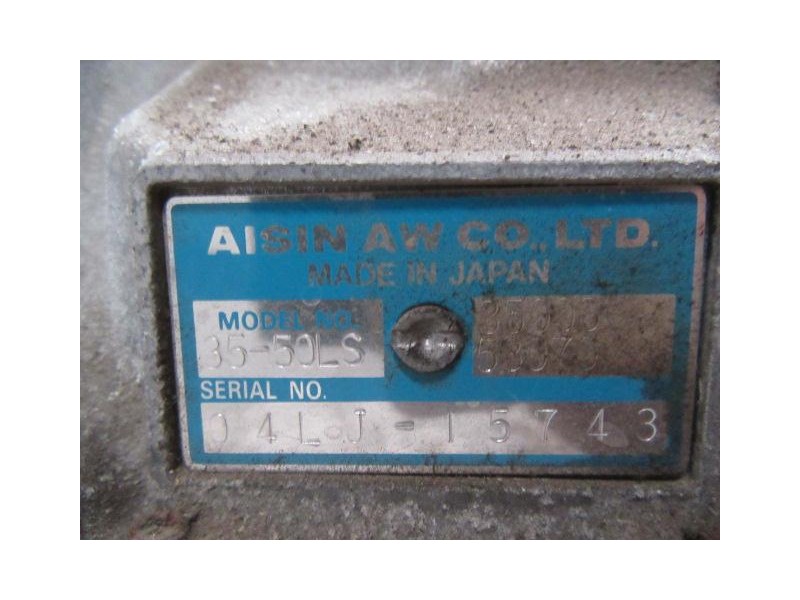 AISIN AW CO., LTD.
MADE IN JAPAN
MODEL NO.
35-50LS
SERIAL NO.
04LJ-15743